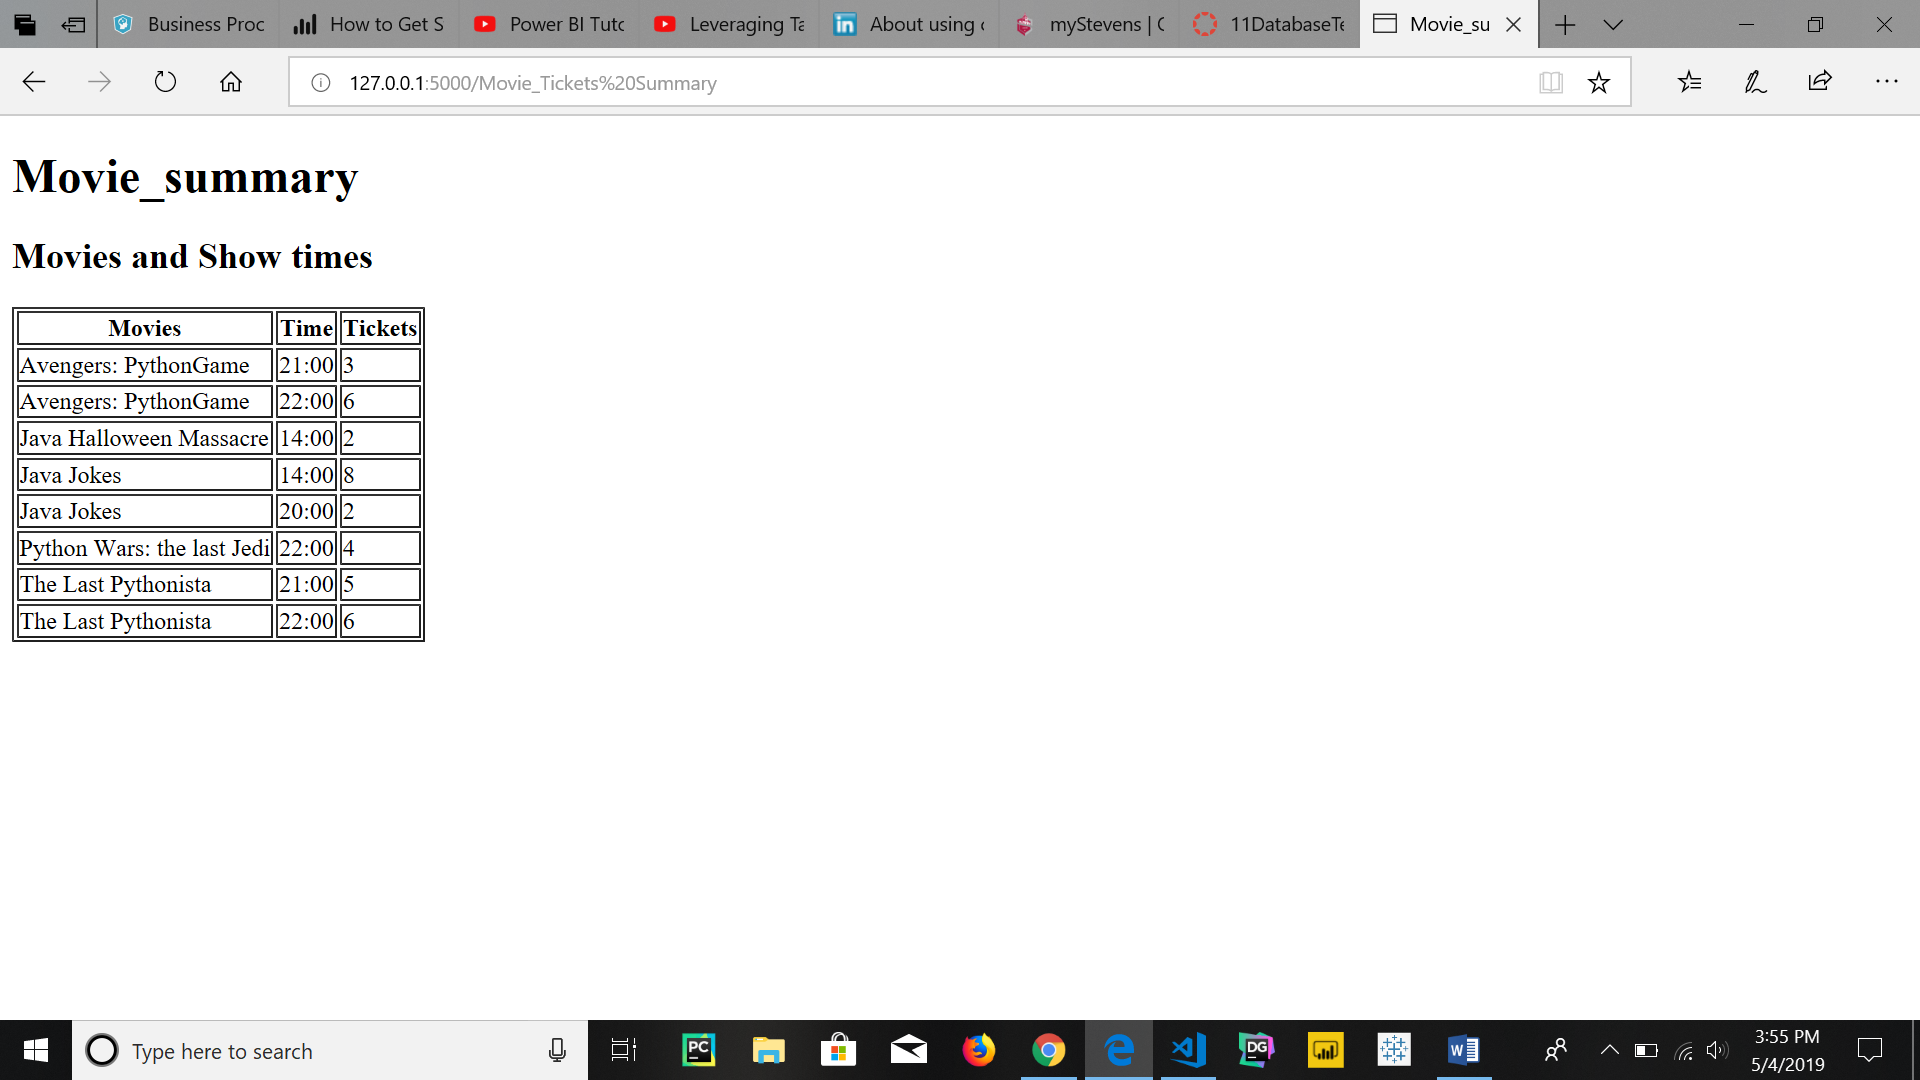 Business Proc
How to Get S
Power BI Tuto
Leveraging Ta
About using
myStevens |
11DatabaseTe
Movie_su
127.0.0.1:5000/Movie_Tickets%20Summary
Movie_summary
Movies and Show times
Movies Time Tickets
Avengers: PythonGame 21:00 3
Avengers: PythonGame 22:00 6
Java Halloween Massacre 14:00 2
Java Jokes 14:00 8
Java Jokes 20:00 2
Python Wars: the last Jedi 22:00 4
The Last Pythonista 21:00 5
The Last Pythonista 22:00 6
Type here to search
PC
DG
W
3:55 PM
5/4/2019